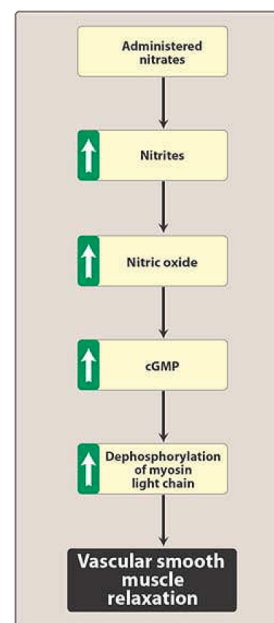 Administered
nitrates
Nitrites
Nitric oxide
cGMP
Dephosphorylation
of myosin
light chain
Vascular smooth
muscle
relaxation